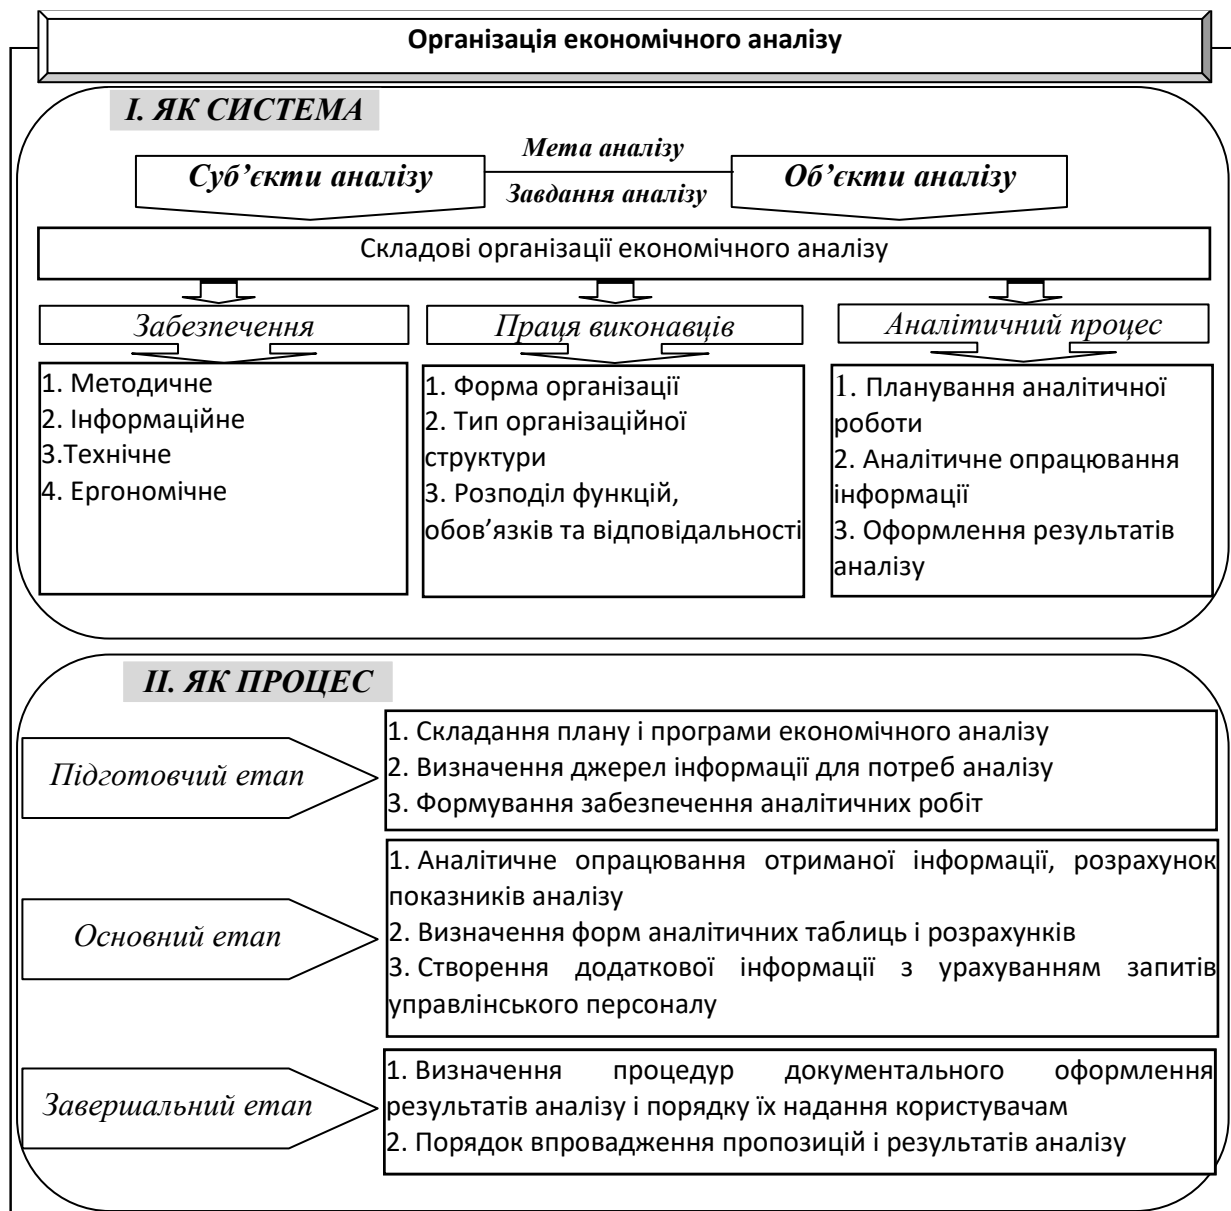 Організація економічного аналізу
І. ЯК СИСТЕМА
Суб’єкти аналізу
Мета аналізу
Завдання аналізу
Об’єкти аналізу
Складові організації економічного аналізу
Забезпечення
1. Методичне
2. Інформаційне
3.Технічне
4. Ергономічне
Праця виконавців
1. Форма організації
2. Тип організаційної
структури
3. Розподіл функцій,
обов’язків та відповідальності
Аналітичний процес
1. Планування аналітичної
роботи
2. Аналітичне опрацювання
інформації
3. Оформлення результатів
аналізу
ІІ. ЯК ПРОЦЕС
Підготовчий етап
1. Складання плану і програми економічного аналізу
2. Визначення джерел інформації для потреб аналізу
3. Формування забезпечення аналітичних робіт
Основний етап
1. Аналітичне опрацювання отриманої інформації, розрахунок
показників аналізу
2. Визначення форм аналітичних таблиць і розрахунків
3. Створення додаткової інформації з урахуванням запитів
управлінського персоналу
Завершальний етап
1. Визначення процедур документального оформлення
результатів аналізу і порядку їх надання користувачам
2. Порядок впровадження пропозицій і результатів аналізу